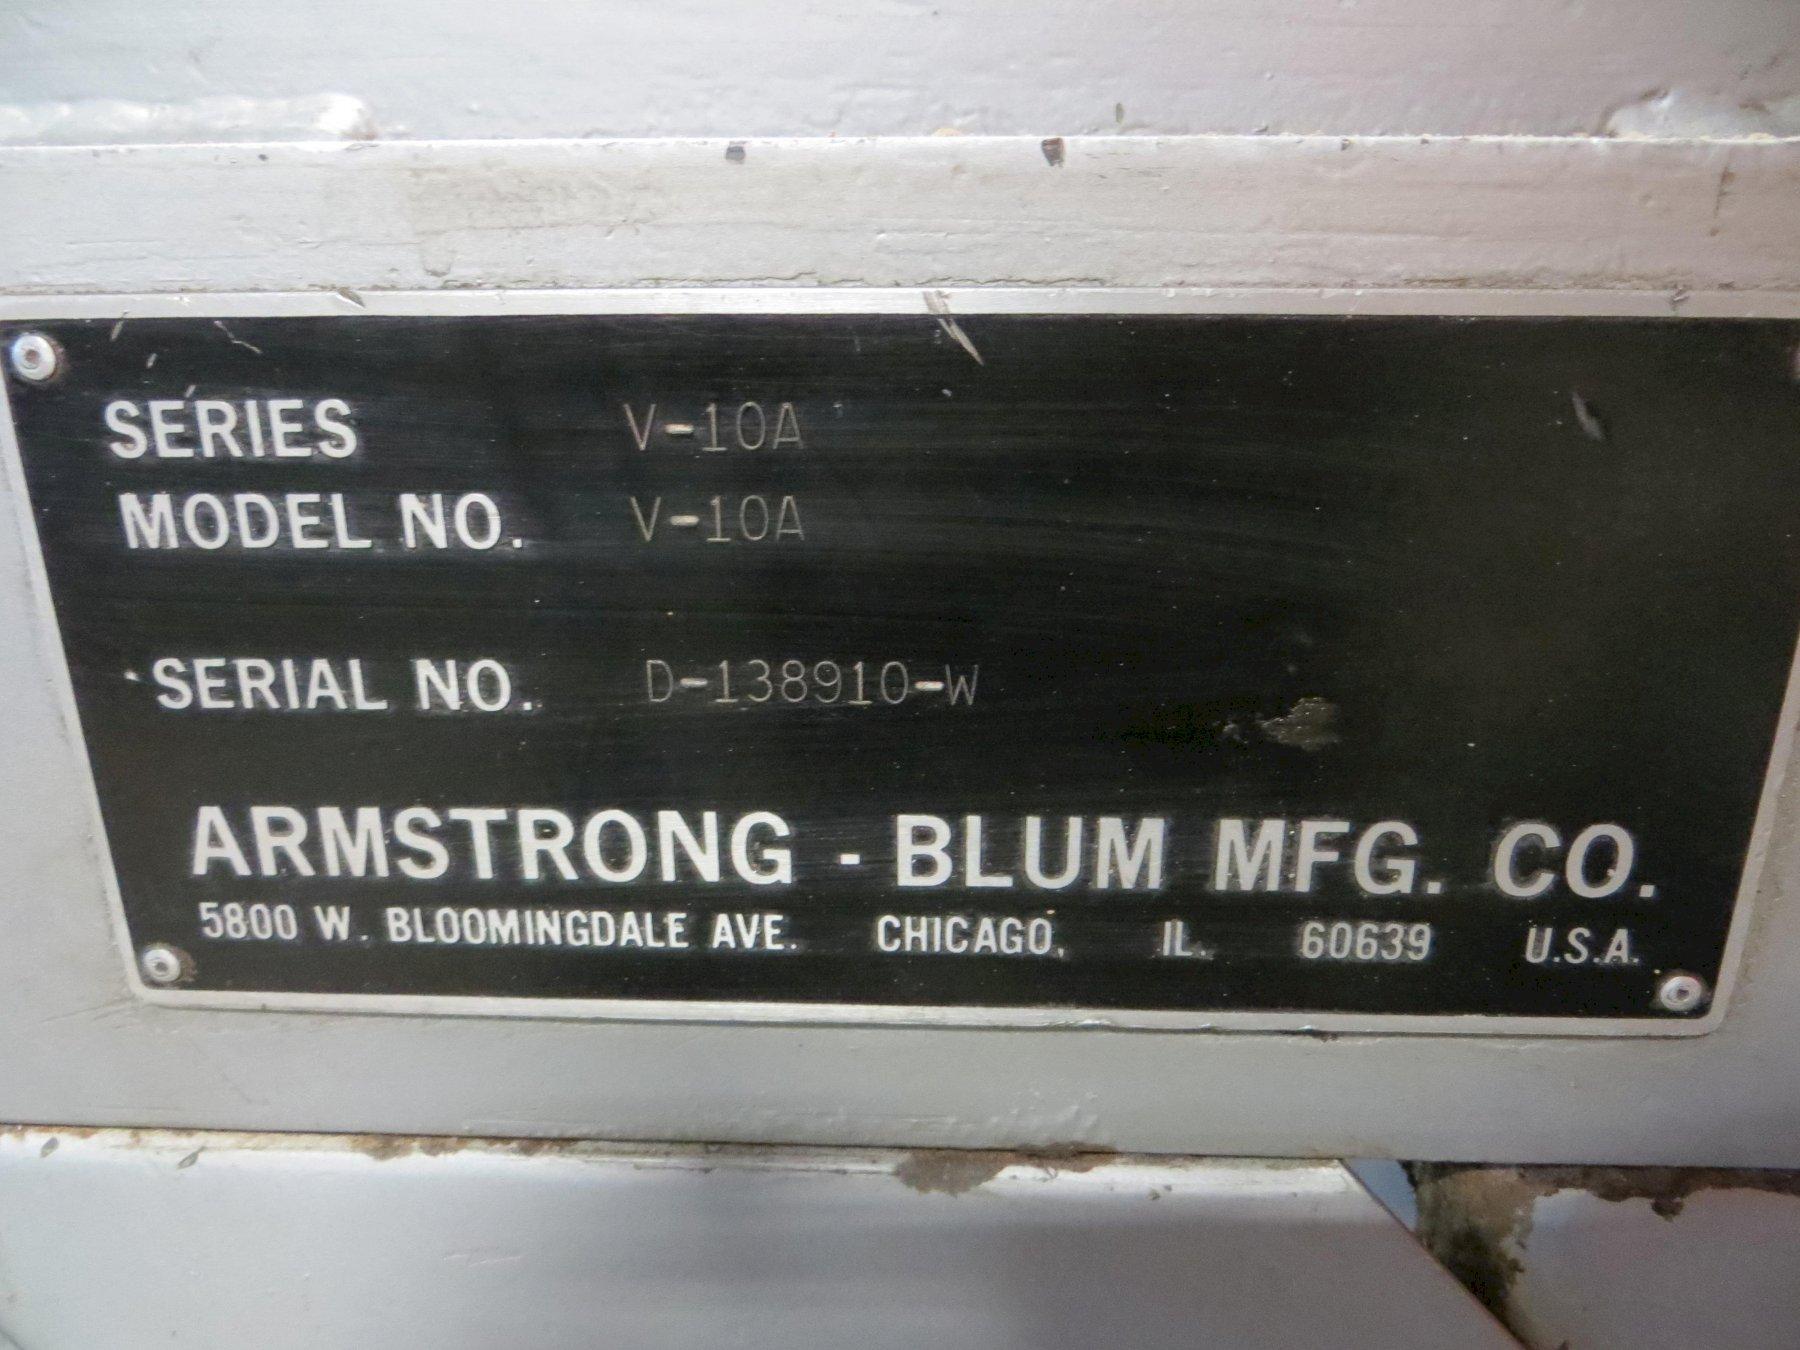 SERIES V-10A
MODEL NO. V-10A
SERIAL NO. D-138910-W
ARMSTRONG - BLUM MFG. CO.
5800 W. BLOOMINGDALE AVE. CHICAGO, IL. 60639 U.S.A.